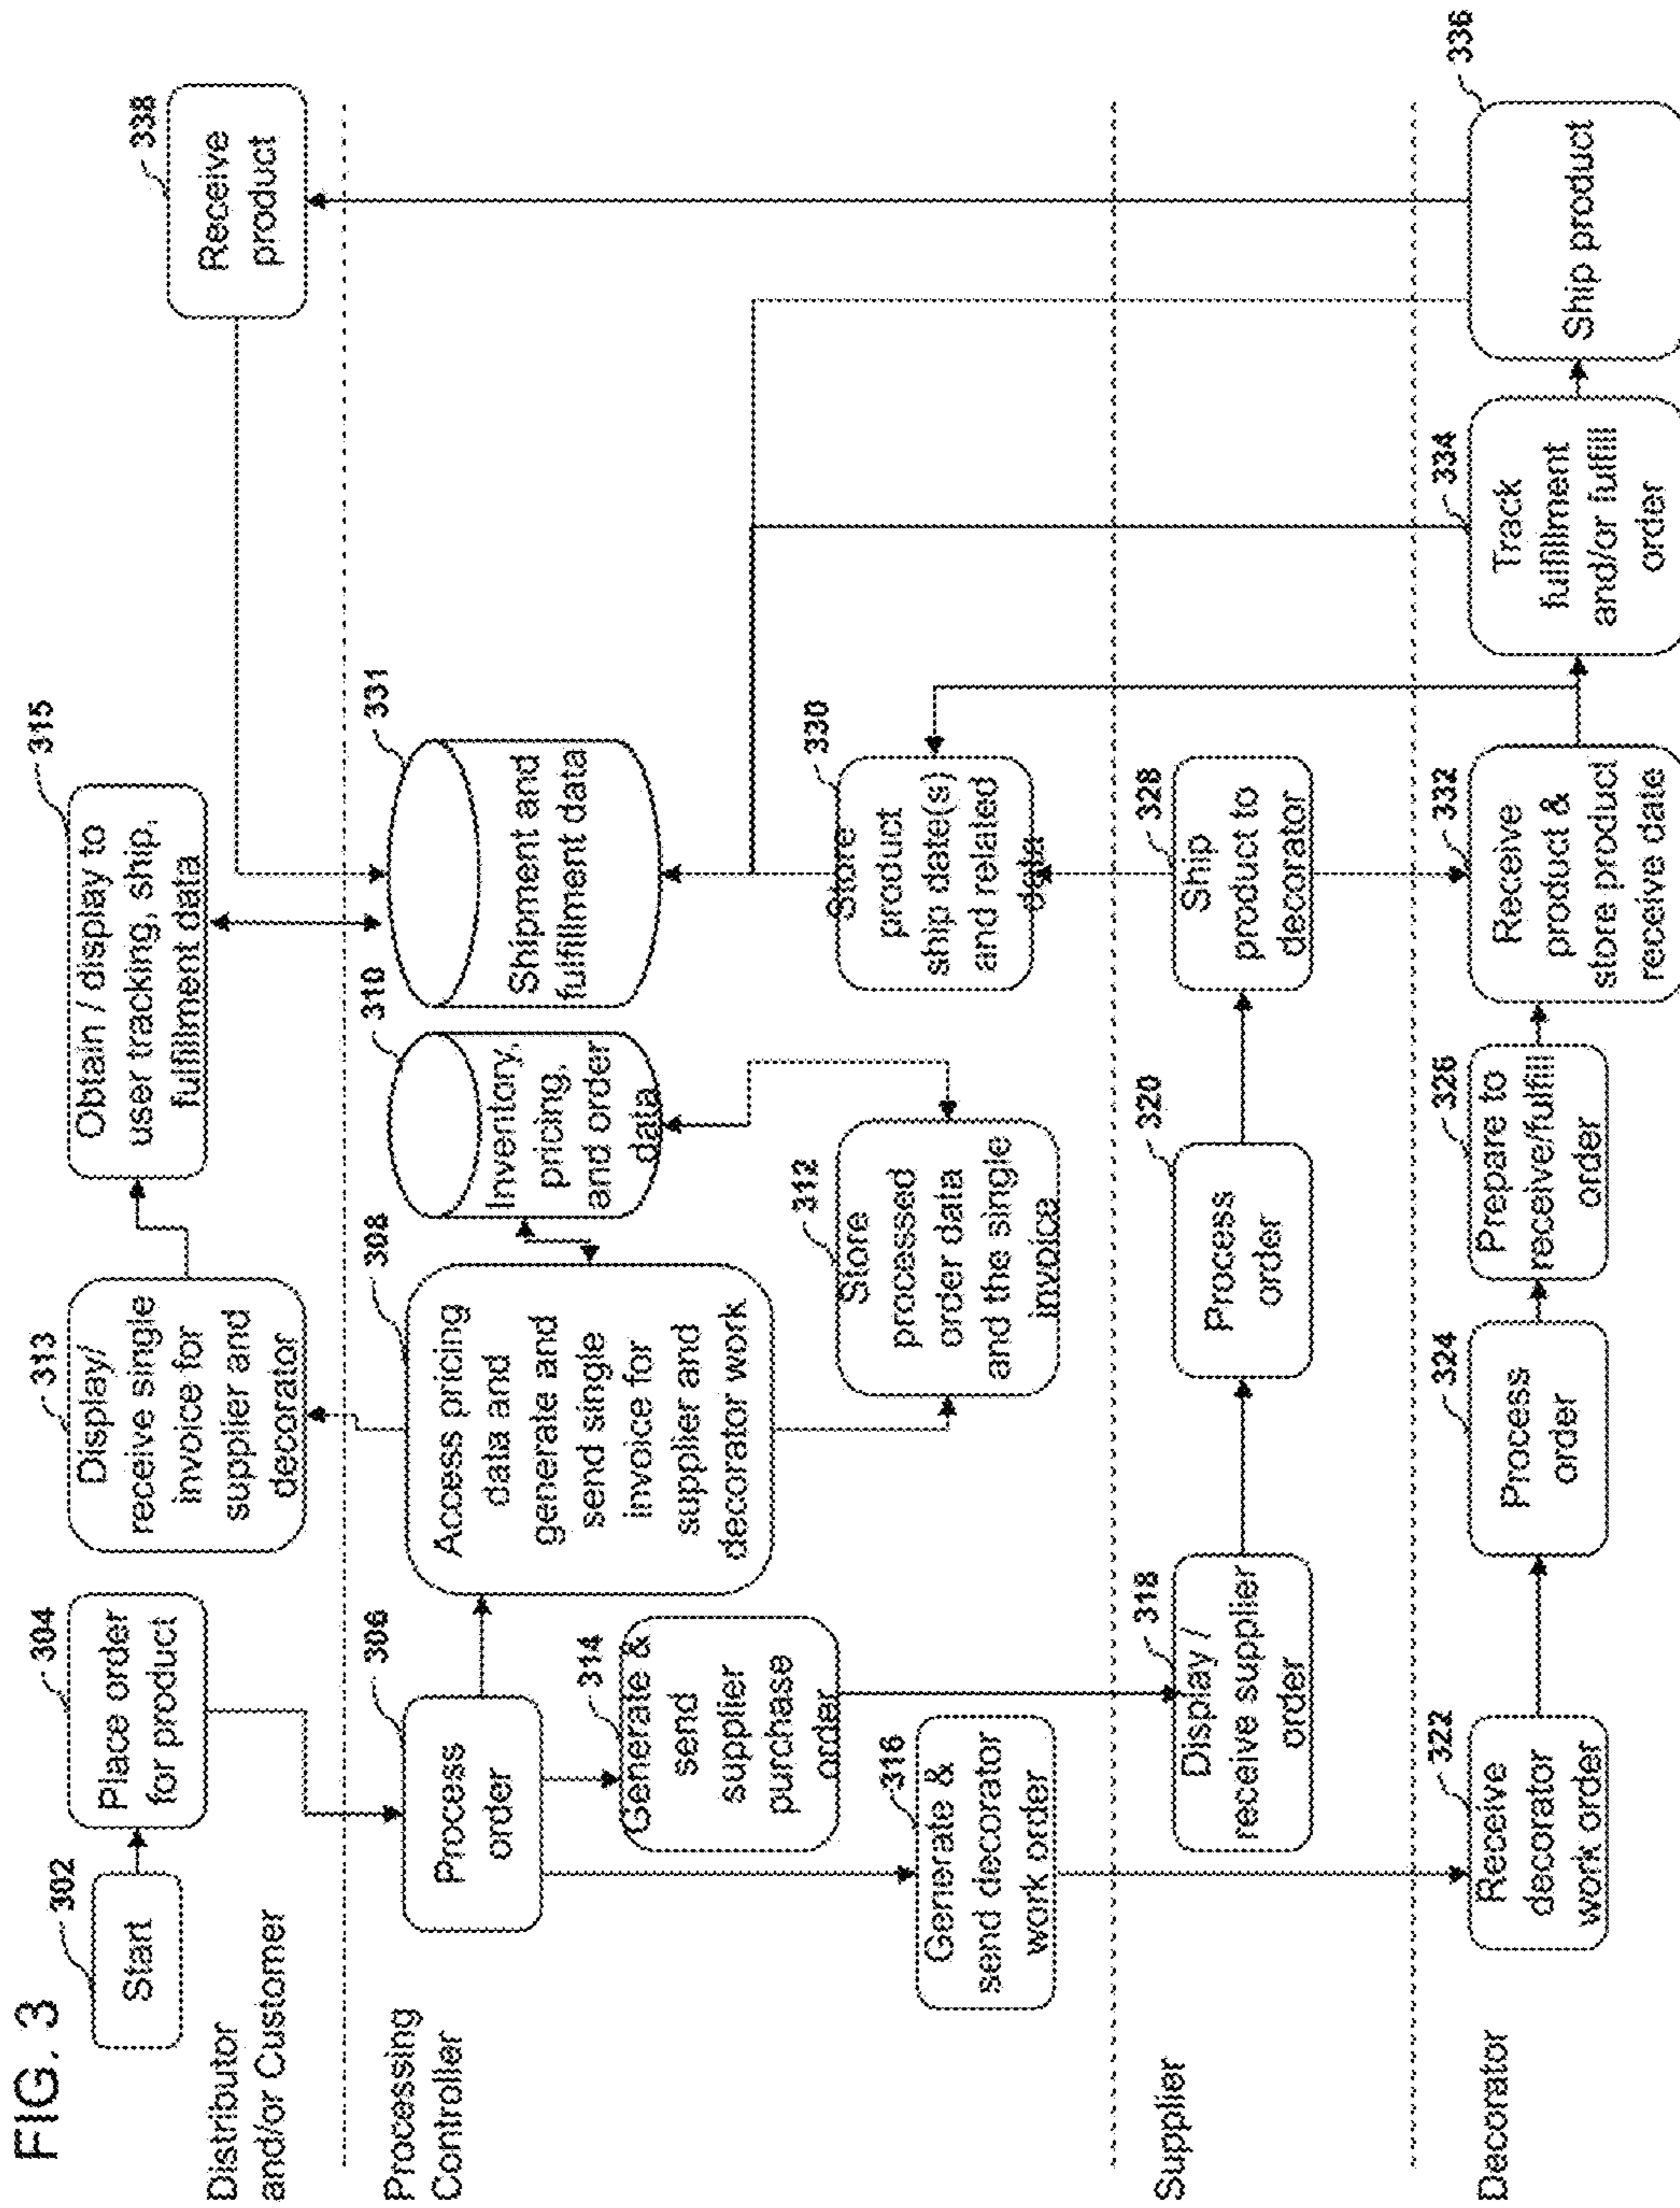 FIG. 3
302
Start
304
Place order
for product
313
Display/
receive single
invoice for
supplier and
decorator
315
Obtain / display to
user tracking, ship,
fulfillment data
338
Receive
product
Distributor
and/or Customer
Processing
Controller
306
Process
order
308
Access pricing
data and
generate and
send single
invoice for
supplier and
decorator work
310
Inventory,
pricing,
and order
data
331
Shipment and
fulfillment data
314
Generate &
send
supplier
purchase
order
316
Generate &
send decorator
work order
312
Store
processed
order data
and the single
invoice
330
Store
product
ship date(s)
and related
data
Supplier
318
Display /
receive supplier
order
320
Process
order
328
Ship
product to
decorator
Decorator
322
Receive
decorator
work order
324
Process
order
326
Prepare to
receive/fulfill
order
332
Receive
product &
store product
receive date
334
Track
fulfillment
and/or fulfill
order
336
Ship product